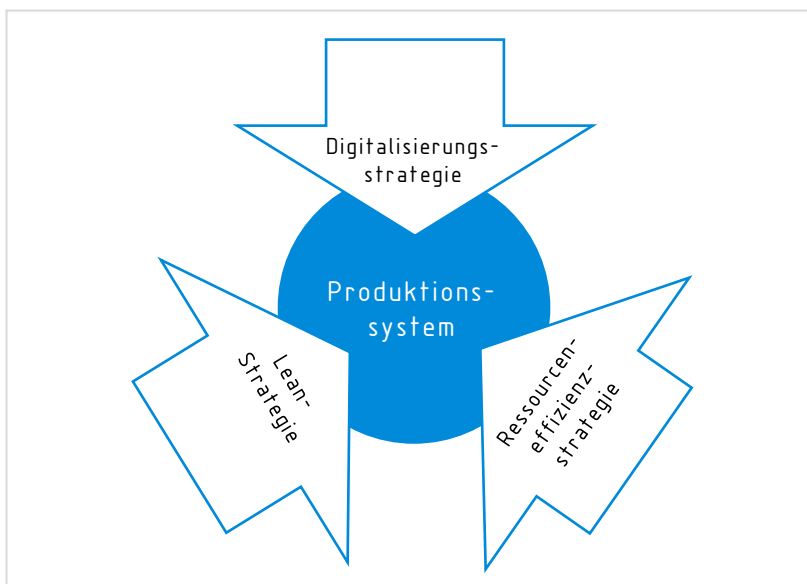 Digitalisierungs-
strategie
Produktions-
system
Lean-
Strategie
Ressourcen-
effizienz-
strategie